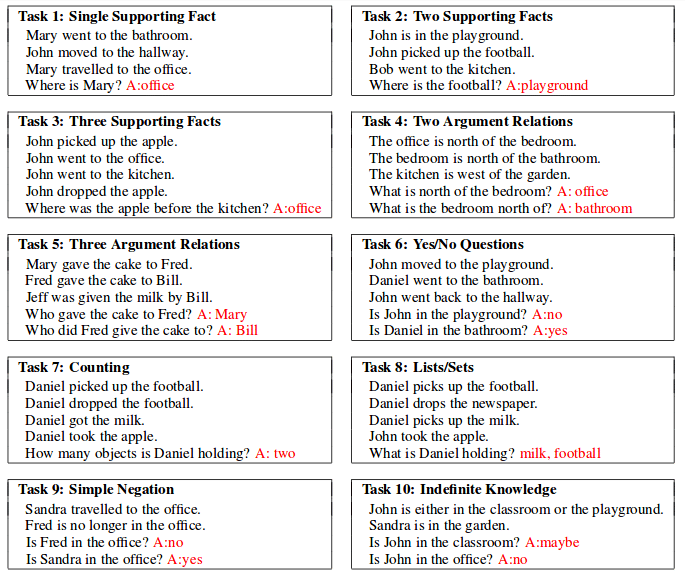 Task 1: Single Supporting Fact
Mary went to the bathroom.
John moved to the hallway.
Mary travelled to the office.
Where is Mary? A:office
Task 2: Two Supporting Facts
John is in the playground.
John picked up the football.
Bob went to the kitchen.
Where is the football? A:playground
Task 3: Three Supporting Facts
John picked up the apple.
John went to the office.
John went to the kitchen.
John dropped the apple.
Where was the apple before the kitchen? A:office
Task 4: Two Argument Relations
The office is north of the bedroom.
The bedroom is north of the bathroom.
The kitchen is west of the garden.
What is north of the bedroom? A: office
What is the bedroom north of? A: bathroom
Task 5: Three Argument Relations
Mary gave the cake to Fred.
Fred gave the cake to Bill.
Jeff was given the milk by Bill.
Who gave the cake to Fred? A: Mary
Who did Fred give the cake to? A: Bill
Task 6: Yes/No Questions
John moved to the playground.
Daniel went to the bathroom.
John went back to the hallway.
Is John in the playground? A:no
Is Daniel in the bathroom? A:yes
Task 7: Counting
Daniel picked up the football.
Daniel dropped the football.
Daniel got the milk.
Daniel took the apple.
How many objects is Daniel holding? A: two
Task 8: Lists/Sets
Daniel picks up the football.
Daniel drops the newspaper.
Daniel picks up the milk.
John took the apple.
What is Daniel holding? milk, football
Task 9: Simple Negation
Sandra travelled to the office.
Fred is no longer in the office.
Is Fred in the office? A:no
Is Sandra in the office? A:yes
Task 10: Indefinite Knowledge
John is either in the classroom or the playground.
Sandra is in the garden.
Is John in the classroom? A:maybe
Is John in the office? A:no